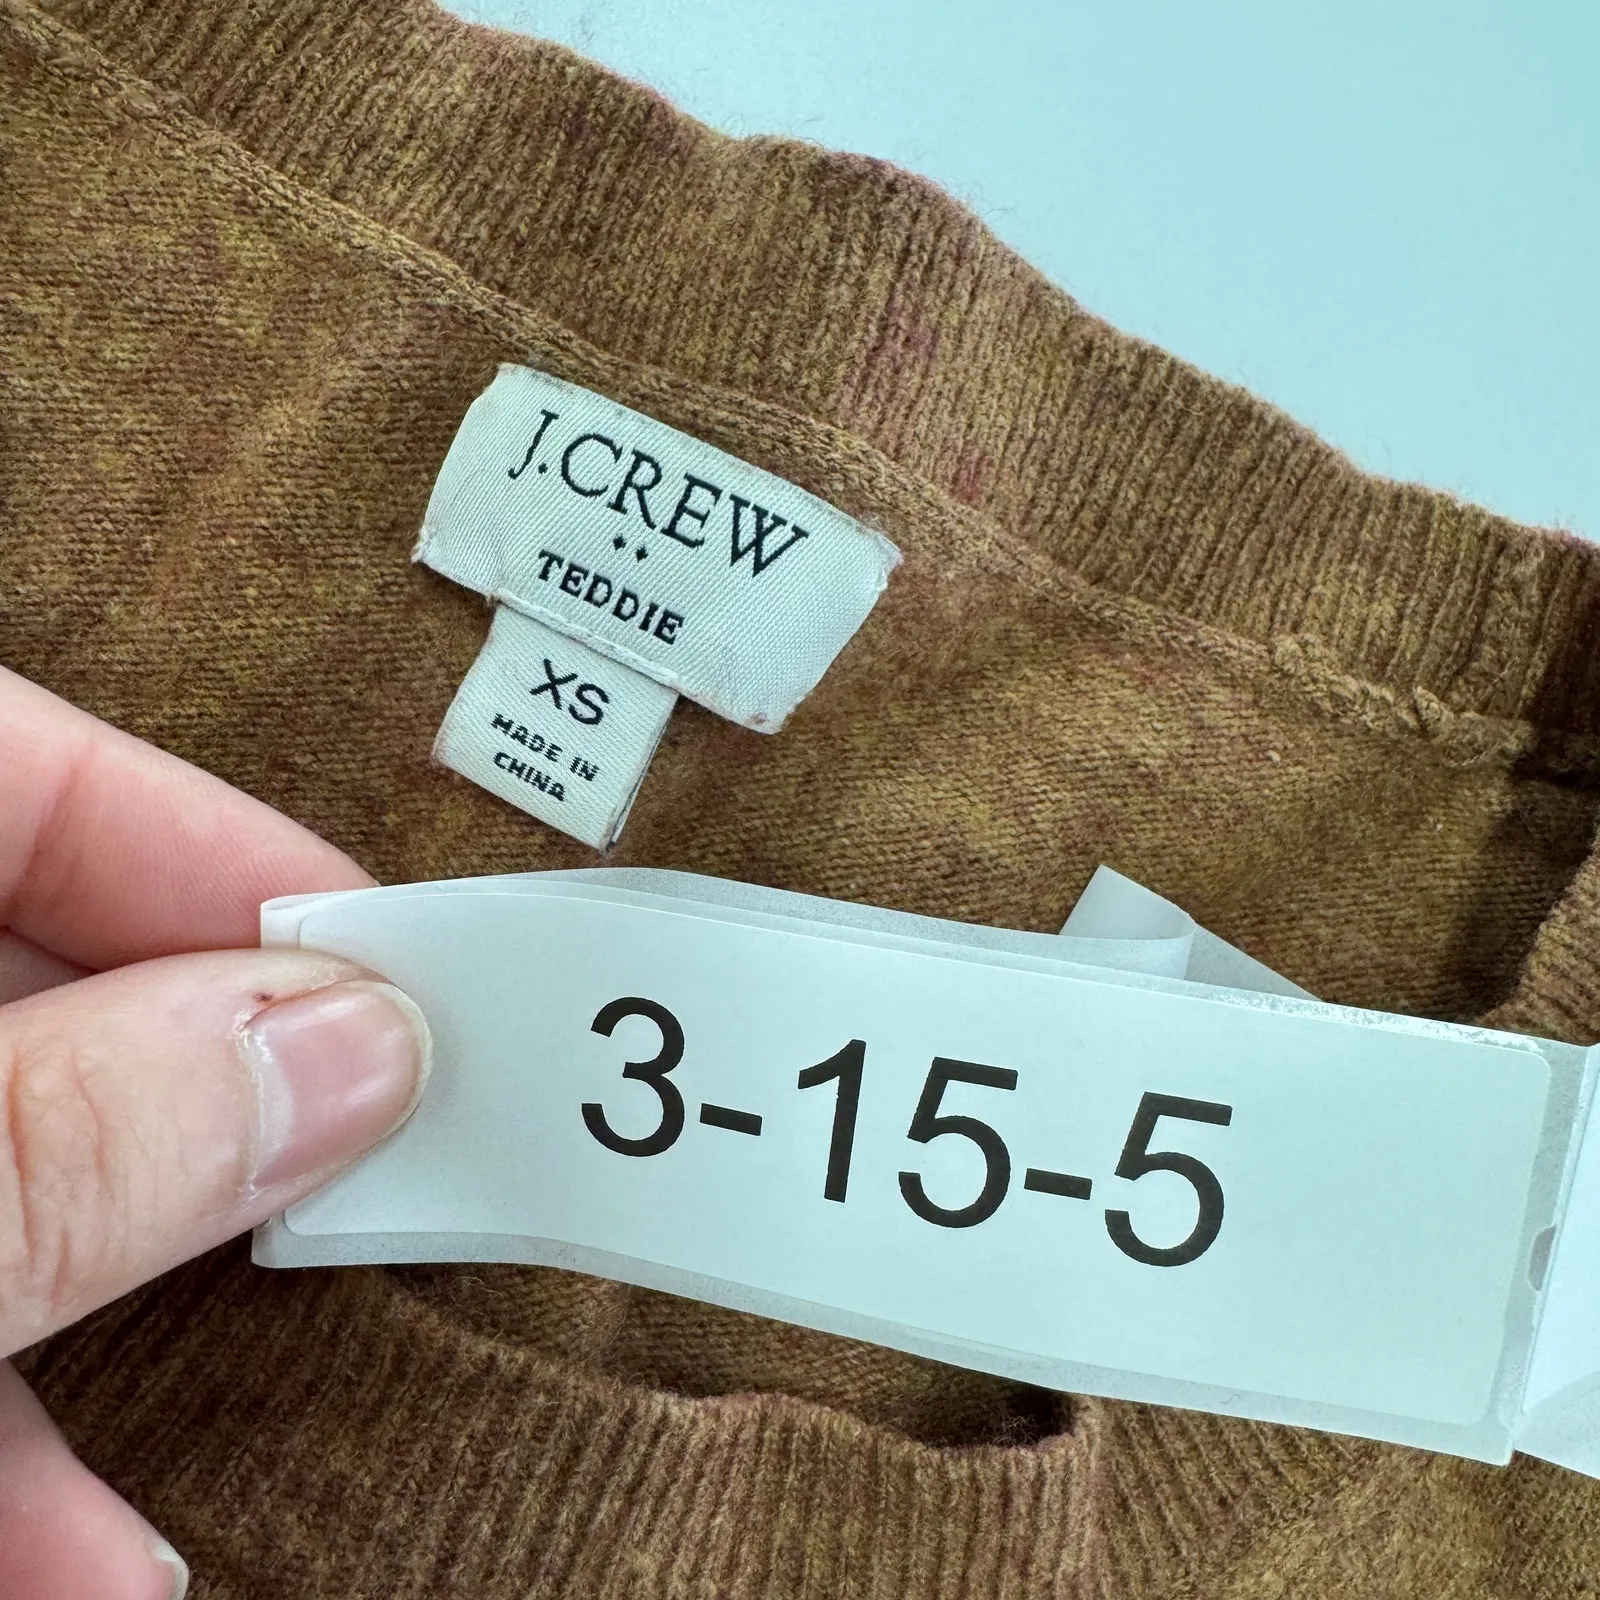 J.CREW
TEDDIE
XS
MADE IN
CHINA
3-15-5